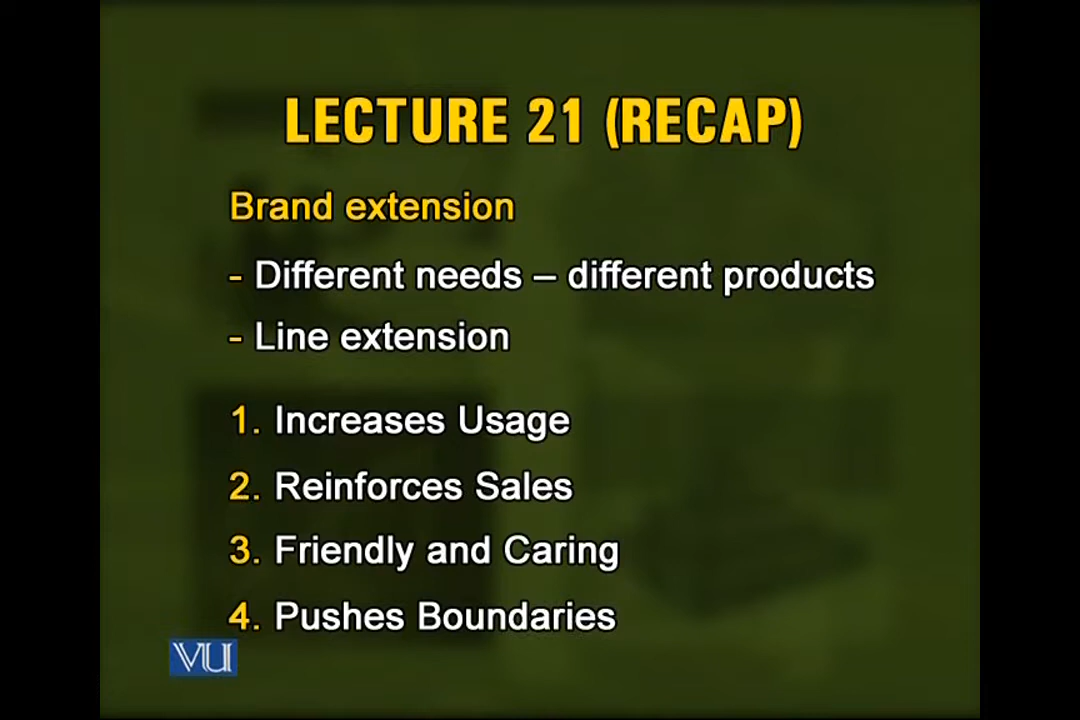 LECTURE 21 (RECAP)
Brand extension
- Different needs – different products
- Line extension
1. Increases Usage
2. Reinforces Sales
3. Friendly and Caring
4. Pushes Boundaries
VU